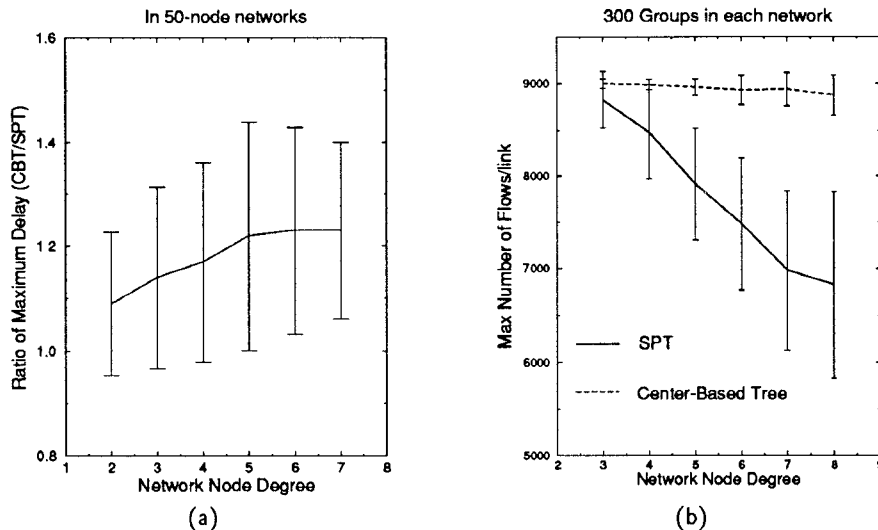 In 50-node networks
Ratio of Maximum Delay (CBT/SPT)
1.6
1.4
1.2
1.0
0.8
1 2 3 4 5 6 7 8
Network Node Degree
(a)
300 Groups in each network
Max Number of Flows/link
9000
8000
7000
6000
5000
SPT
Center-Based Tree
2 3 4 5 6 7 8 9
Network Node Degree
(b)